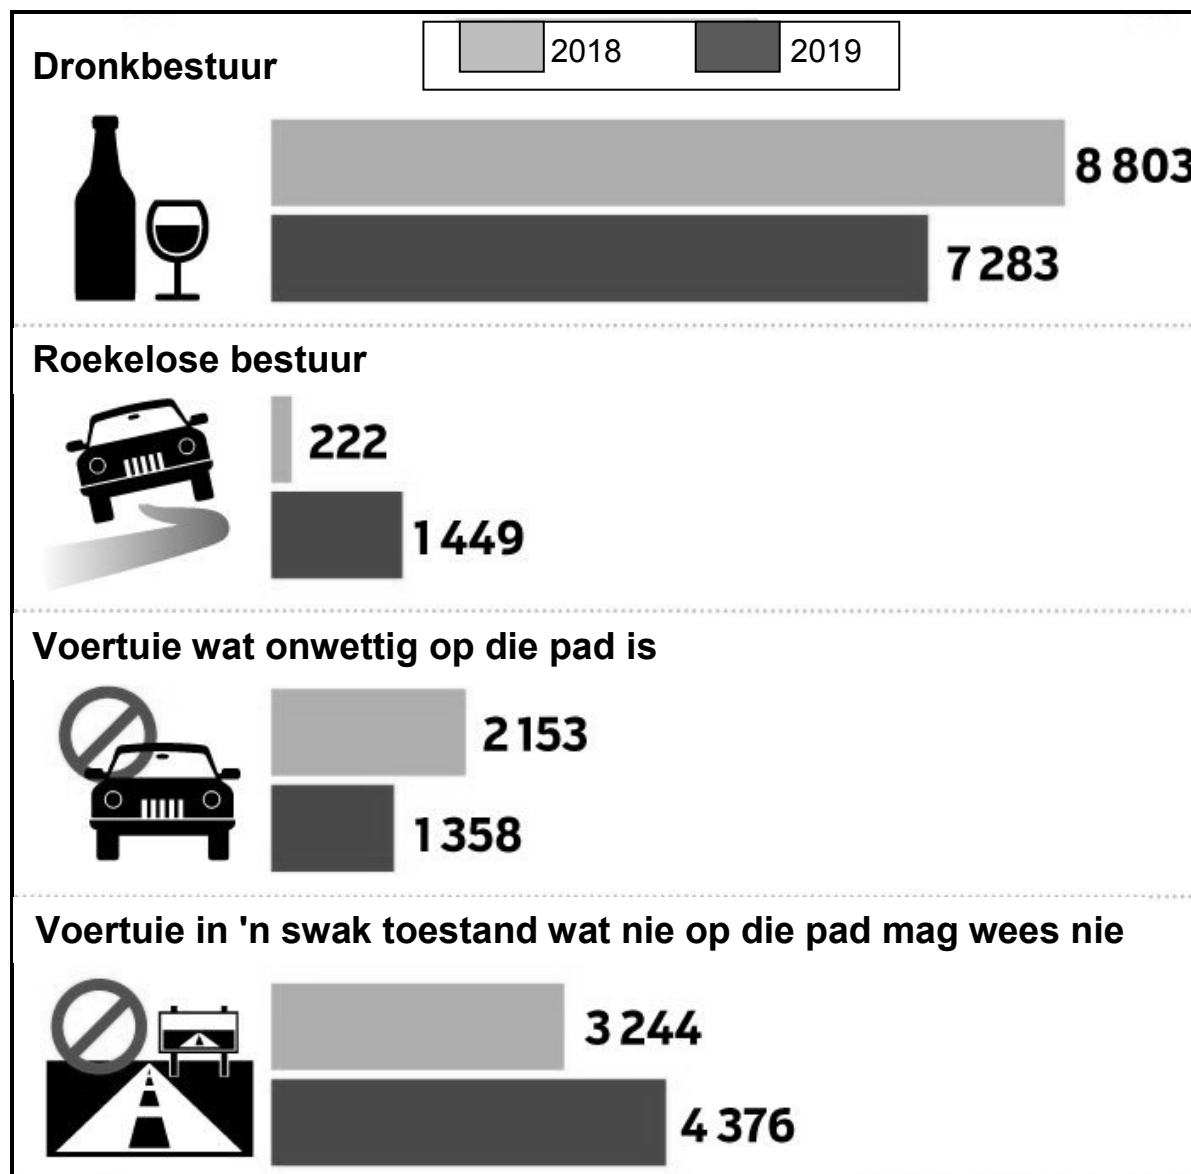 Dronkbestuur
2018 2019
8 803
7 283
Roekelose bestuur
222
1 449
Voertuie wat onwettig op die pad is
2 153
1 358
Voertuie in 'n swak toestand wat nie op die pad mag wees nie
3 244
4 376